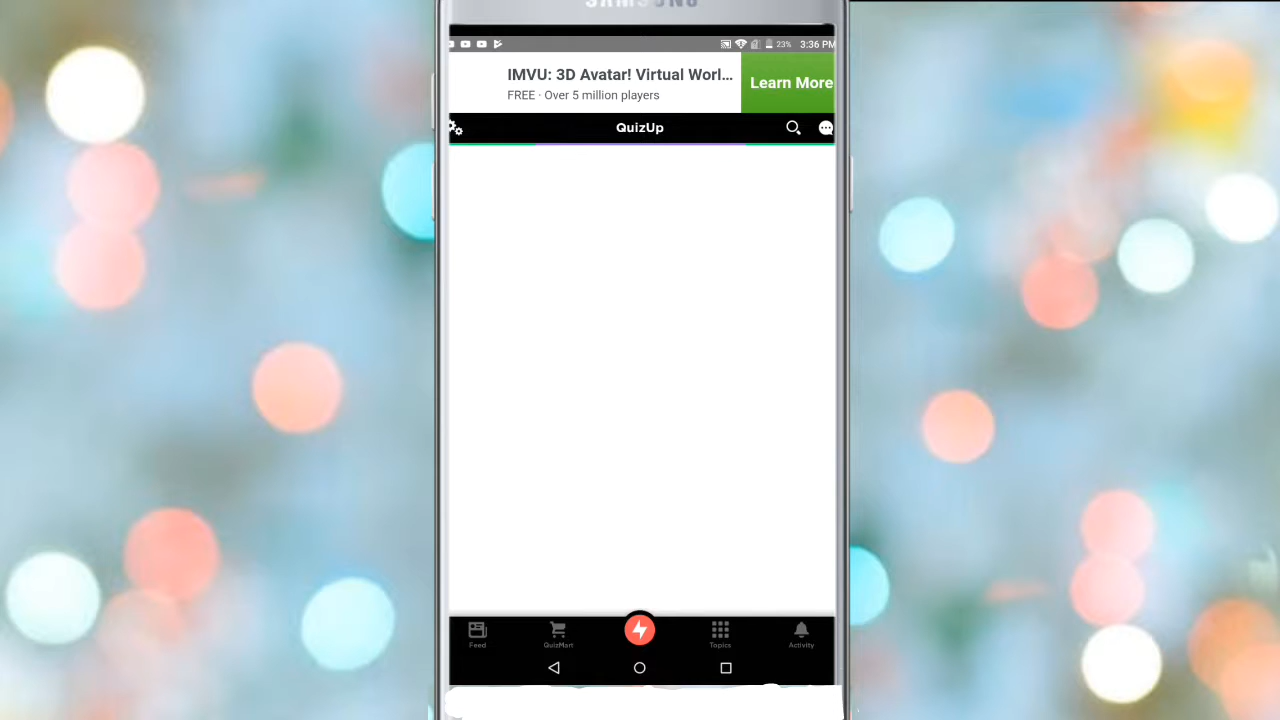 SAMSUNG
23% 3:36 PM
IMVU: 3D Avatar! Virtual Worl...
FREE · Over 5 million players
Learn More
QuizUp
Feed
QuizMart
Topics
Activity